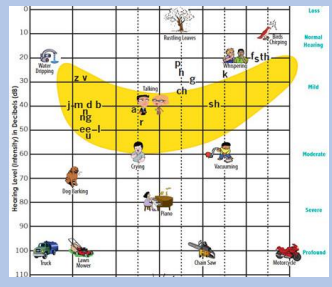 0
10
20
30
40
50
60
70
80
90
100
110
Hearing Level (Intensity) In Decibels (dB)
Rustling Leaves
Birds Chirping
Water Dripping
Whispering
f s th
p
h
g
k
ch
sh
z v
j m d b
n
ng
ee l
u
Talking
a
r
Crying
Vacuuming
Dog Barking
Piano
Truck
Lawn Mower
Chain Saw
Motorcycle
Loss
Normal
Hearing
Mild
Moderate
Severe
Profound